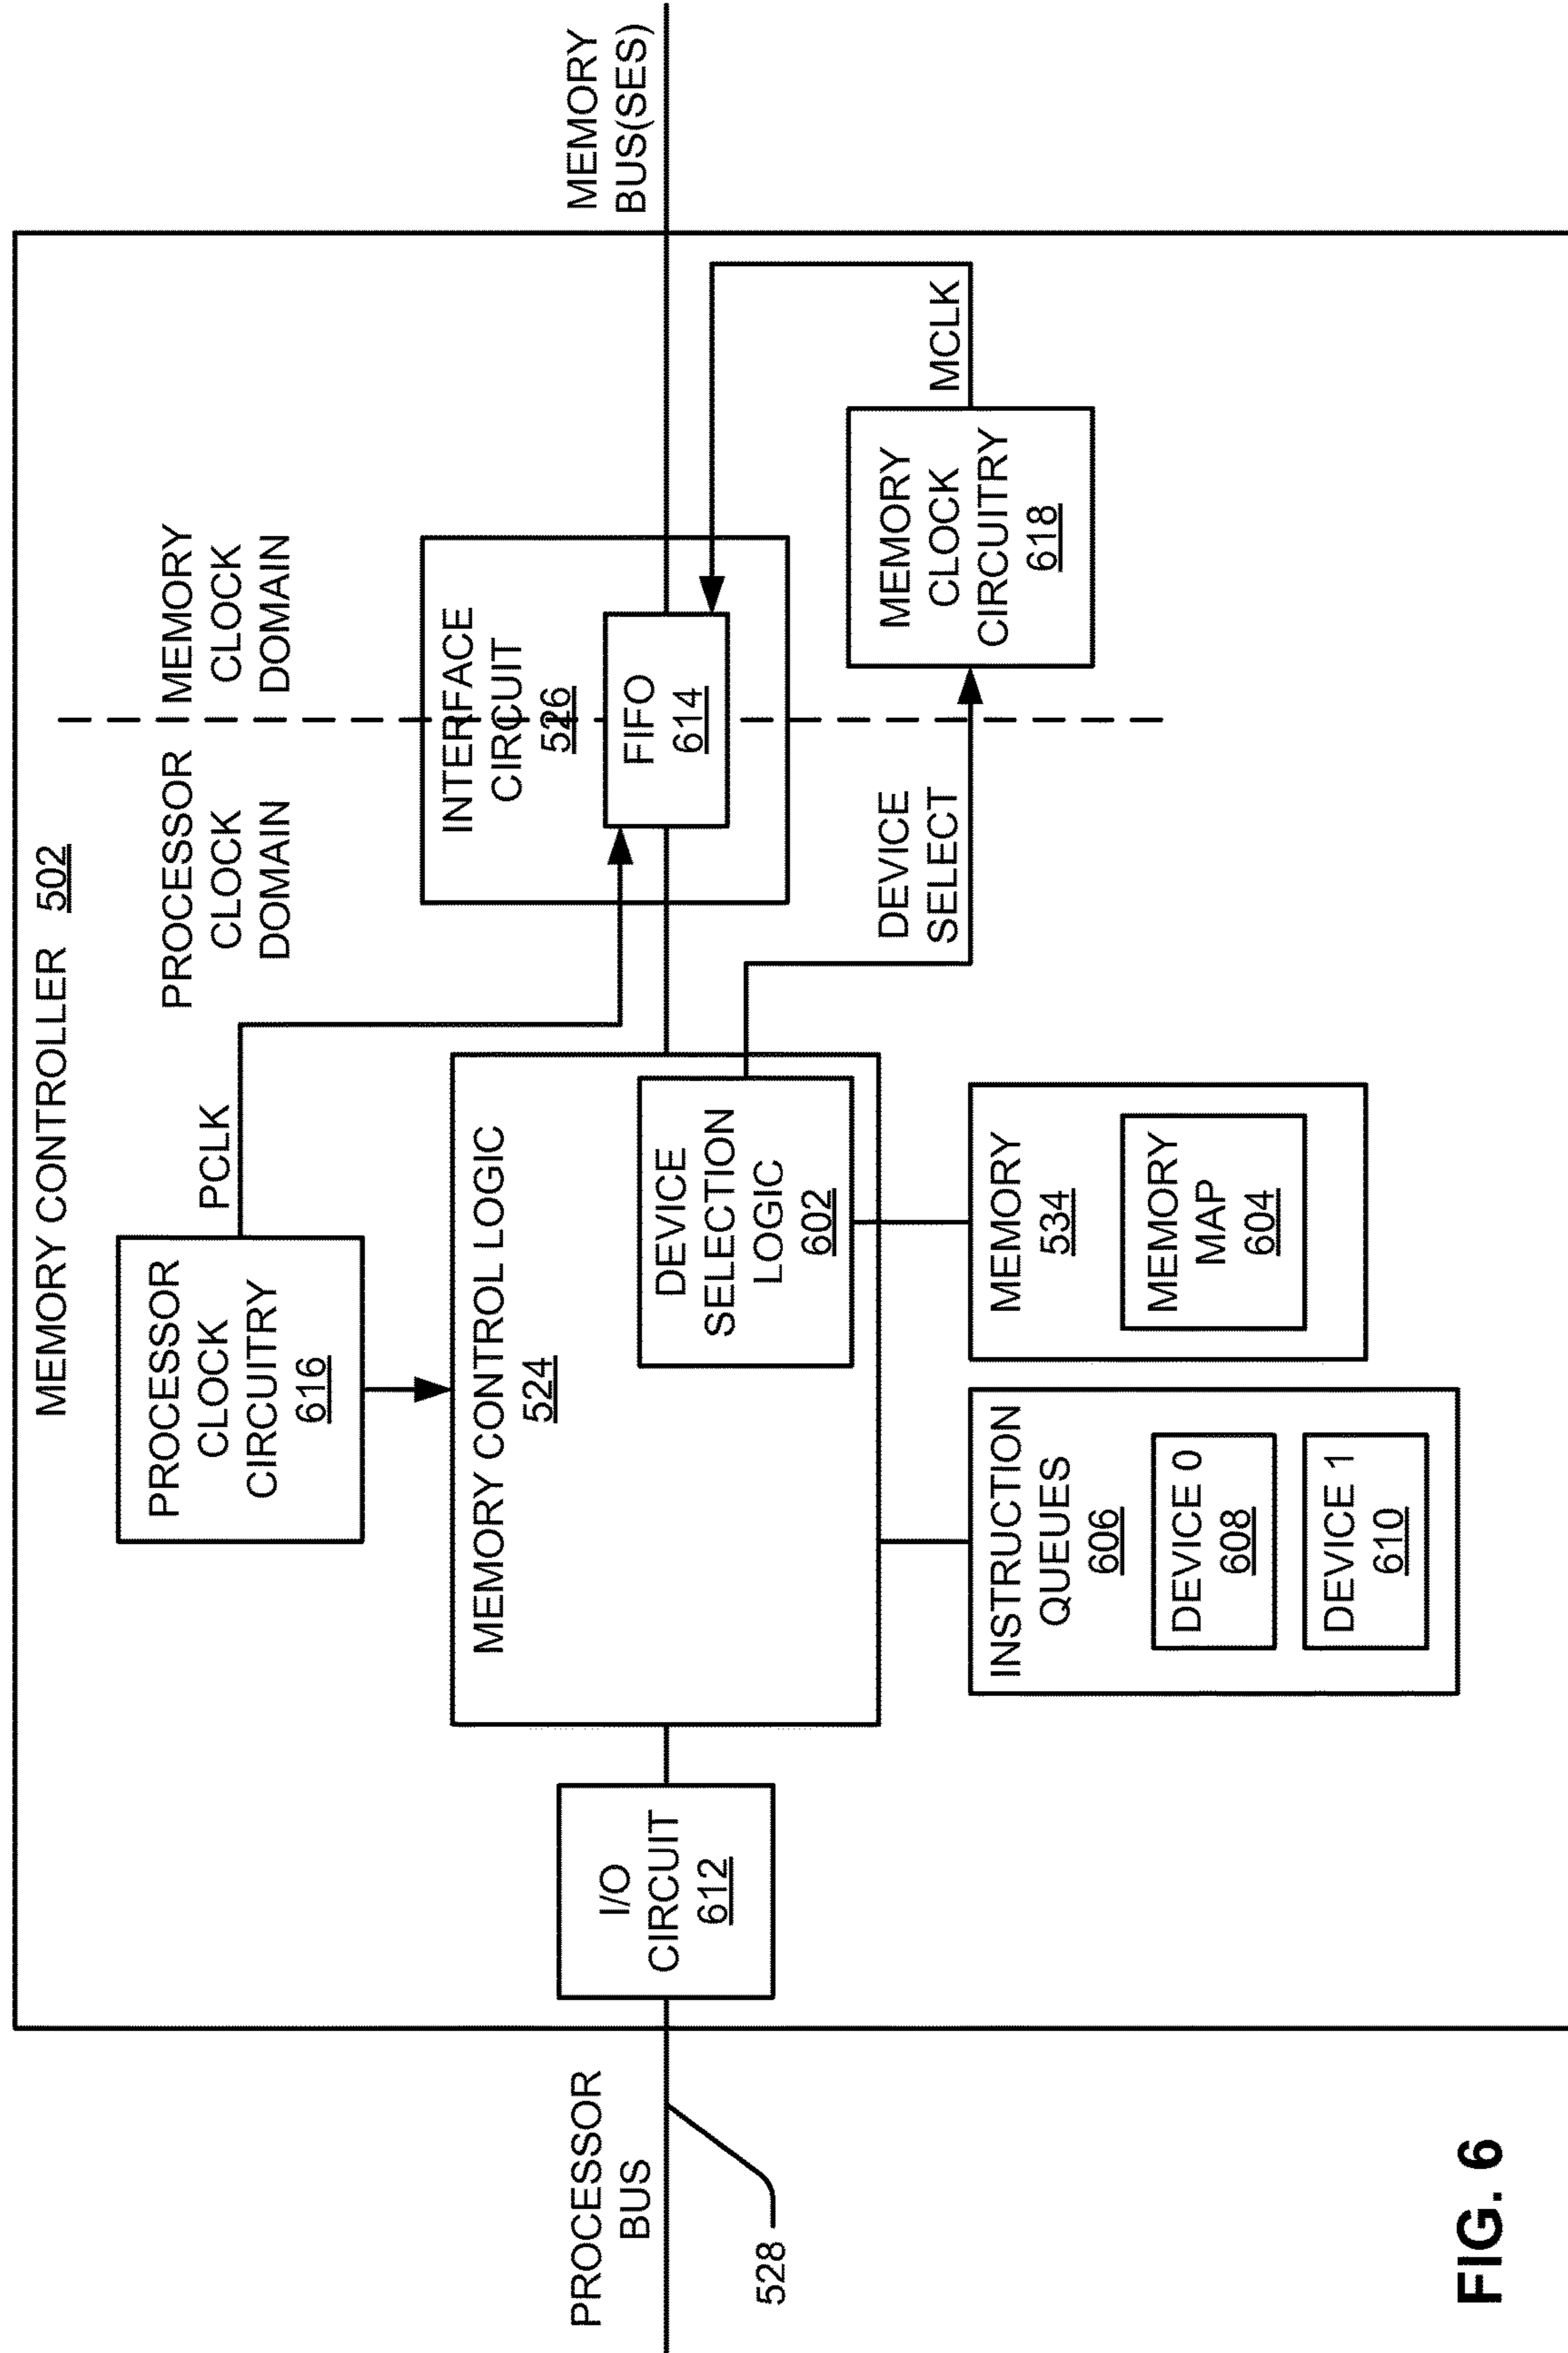 MEMORY CONTROLLER 502
PROCESSOR
CLOCK
DOMAIN
MEMORY
CLOCK
DOMAIN
PROCESSOR
CLOCK
CIRCUITRY
616
PCLK
MEMORY CONTROL LOGIC
524
DEVICE
SELECTION
LOGIC
602
INTERFACE
CIRCUIT
526
FIFO
614
MEMORY
BUS(SES)
PROCESSOR
BUS
528
I/O
CIRCUIT
612
DEVICE
SELECT
MEMORY
CLOCK
CIRCUITRY
618
MCLK
INSTRUCTION
QUEUES
606
DEVICE 0
608
DEVICE 1
610
MEMORY
534
MEMORY
MAP
604
FIG. 6